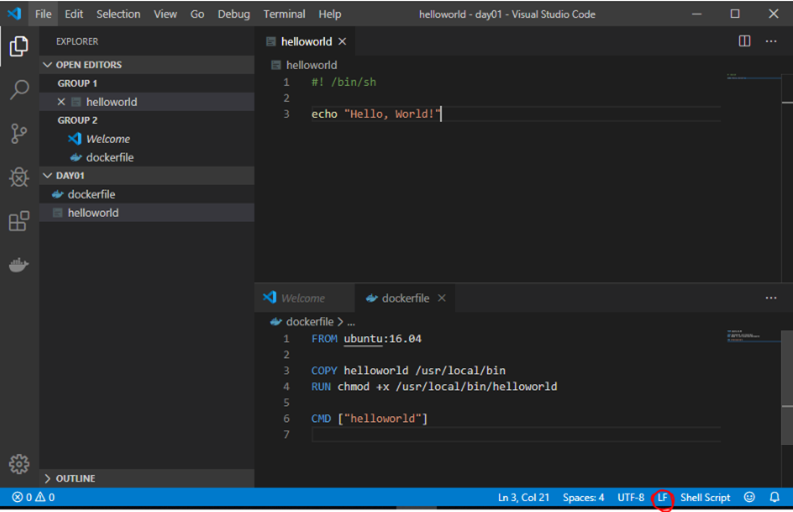 File Edit Selection View Go Debug Terminal Help helloworld - day01 - Visual Studio Code
EXPLORER
OPEN EDITORS
GROUP 1
helloworld
GROUP 2
Welcome
dockerfile
DAY01
dockerfile
helloworld
OUTLINE
helloworld
helloworld
1 #! /bin/sh
2
3 echo "Hello, World!"
Welcome dockerfile
dockerfile > ...
1 FROM ubuntu:16.04
2
3 COPY helloworld /usr/local/bin
4 RUN chmod +x /usr/local/bin/helloworld
5
6 CMD ["helloworld"]
7
0 0 Ln 3, Col 21 Spaces: 4 UTF-8 LF Shell Script